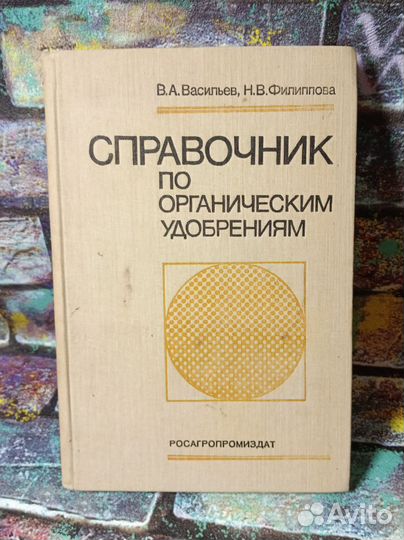 В.А.Васильев, Н.В.Филиппова
СПРАВОЧНИК
ПО
ОРГАНИЧЕСКИМ
УДОБРЕНИЯМ
РОСАГРОПРОМИЗДАТ
Avito